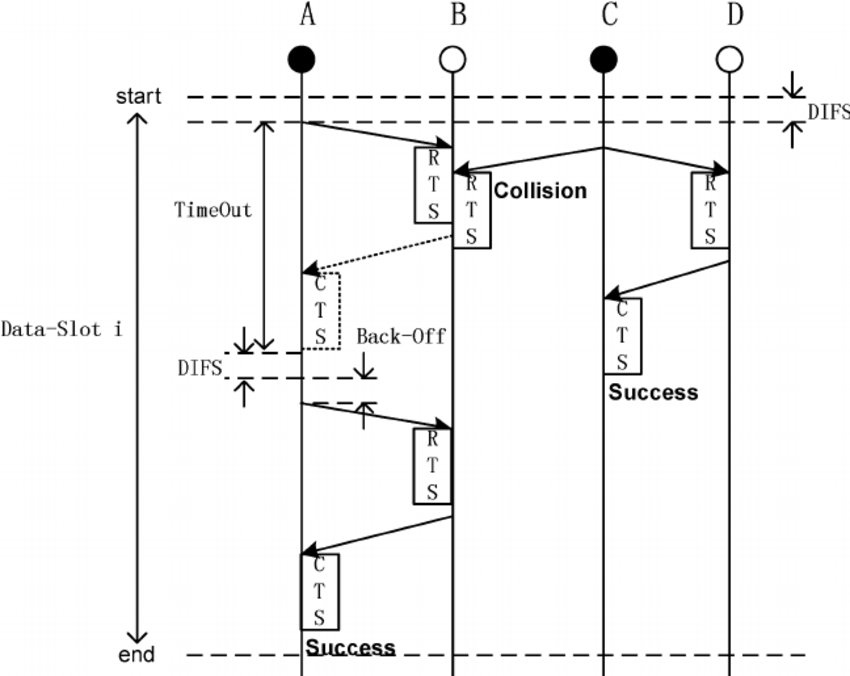 A B C D
start
DIFS
R
T
S
R
T
S
Collision
R
T
S
TimeOut
C
T
S
C
T
S
Data-Slot i
Back-Off
DIFS
Success
R
T
S
C
T
S
Success
end